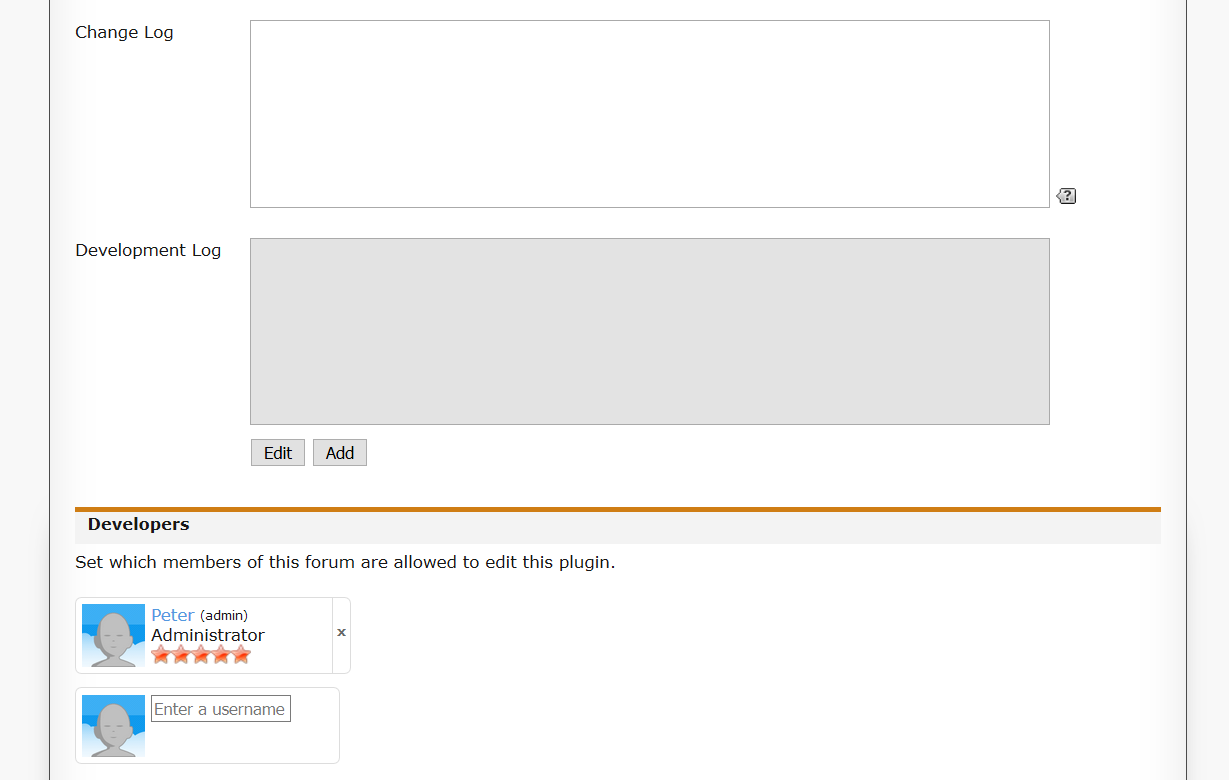 Change Log
?
Development Log
Edit Add
Developers
Set which members of this forum are allowed to edit this plugin.
Peter (admin)
Administrator
x
Enter a username